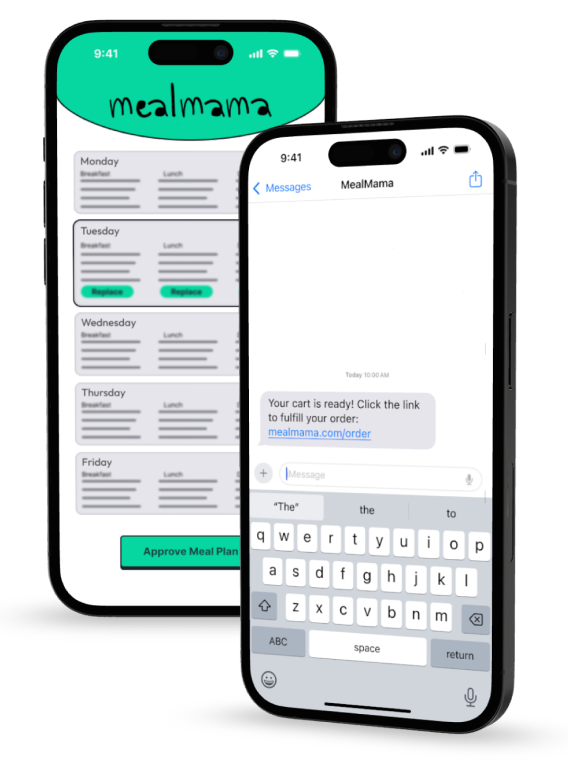 9:41
mealmama
Monday
Breakfast Lunch
Tuesday
Breakfast Lunch
Replace Replace
Wednesday
Breakfast Lunch
Thursday
Breakfast Lunch
Friday
Breakfast Lunch
Approve Meal Plan
9:41
Messages MealMama
Today 10:00 AM
Your cart is ready! Click the link
to fulfill your order:
mealmama.com/order
Message
“The” the to
q w e r t y u i o p
a s d f g h j k l
z x c v b n m
ABC space return